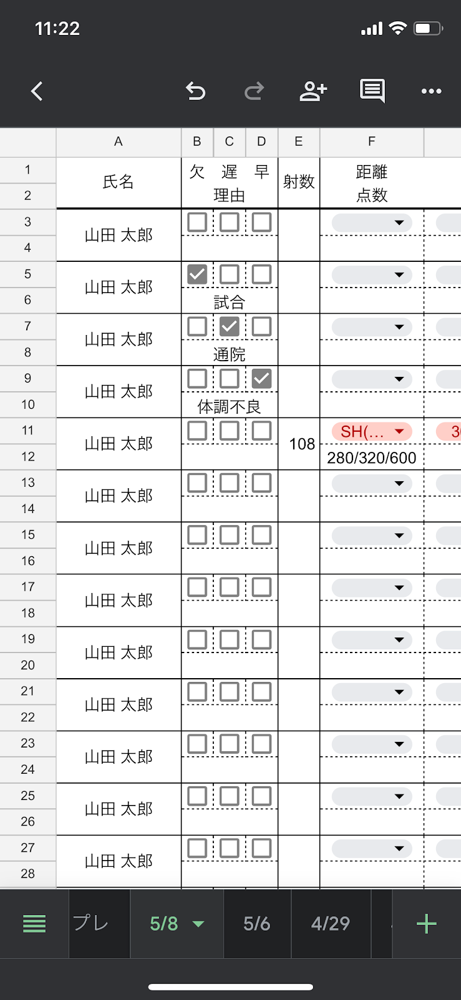 11:22
A B C D E F
1 氏名 欠 遅 早 射数 距離
2 理由 点数
3 山田 太郎
4
5 山田 太郎
6 試合
7 山田 太郎
8 通院
9 山田 太郎
10 体調不良
11 山田 太郎 108 SH(... 3
12 280/320/600
13 山田 太郎
14
15 山田 太郎
16
17 山田 太郎
18
19 山田 太郎
20
21 山田 太郎
22
23 山田 太郎
24
25 山田 太郎
26
27 山田 太郎
28
プレ 5/8 5/6 4/29